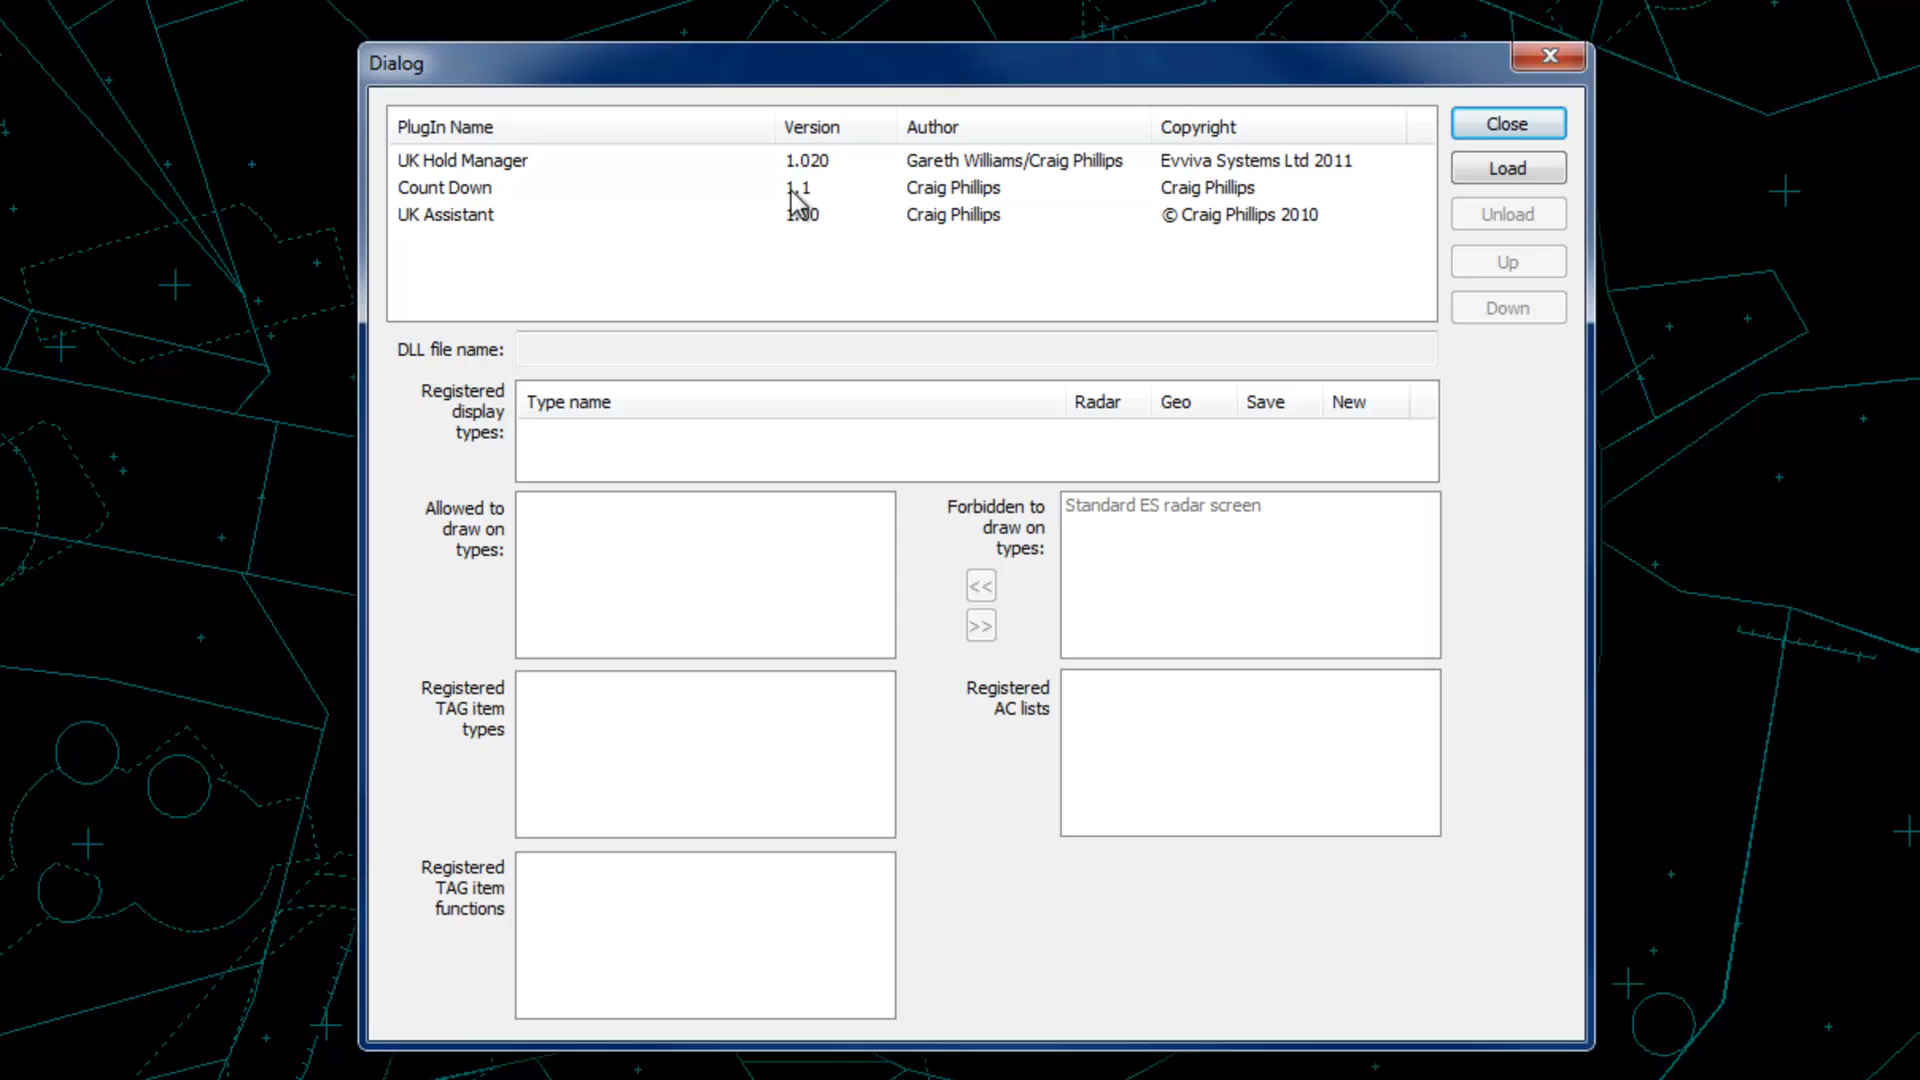 Dialog
PlugIn Name Version Author Copyright
UK Hold Manager 1.020 Gareth Williams/Craig Phillips Evviva Systems Ltd 2011
Count Down 1.1 Craig Phillips Craig Phillips
UK Assistant Craig Phillips © Craig Phillips 2010
Close
Load
Unload
Up
Down
DLL file name:
Registered
display
types:
Type name Radar Geo Save New
Allowed to
draw on
types:
Forbidden to
draw on
types:
<<
>>
Standard ES radar screen
Registered
TAG item
types
Registered
AC lists
Registered
TAG item
functions